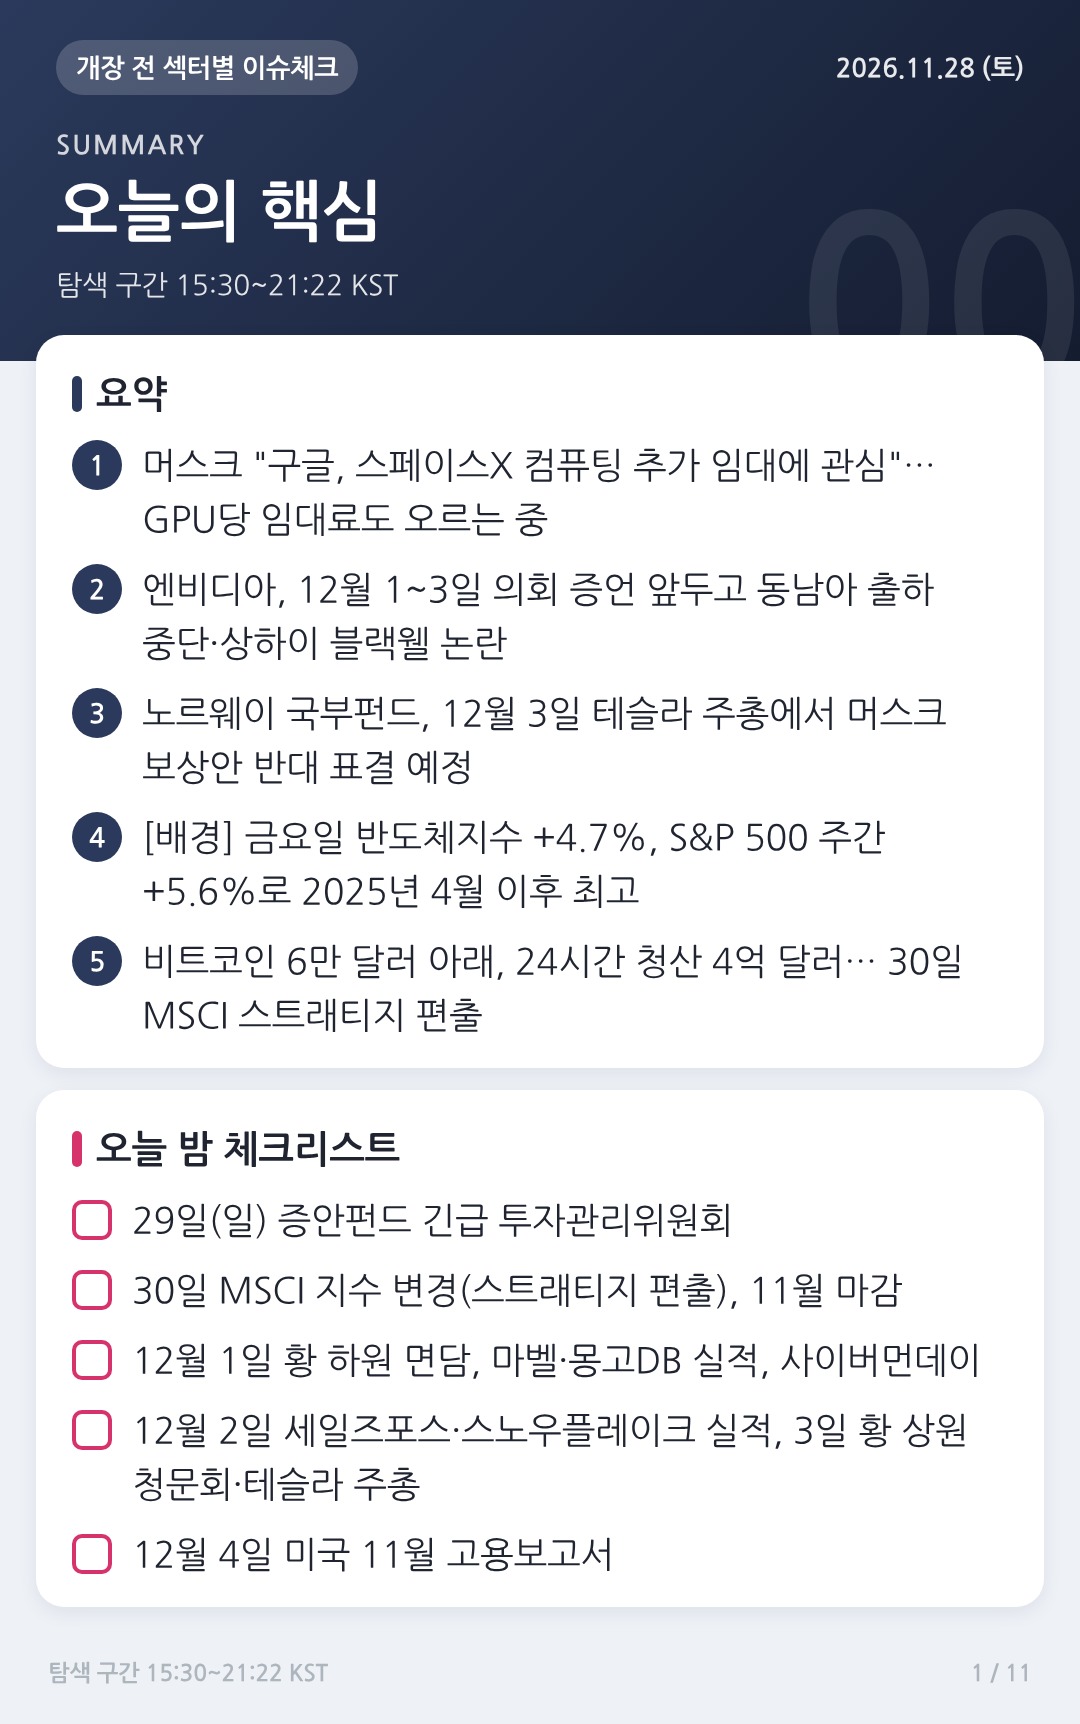 개장 전 섹터별 이슈체크
2026.11.28 (토)
SUMMARY
오늘의 핵심
탐색 구간 15:30~21:22 KST
00
요약
1 머스크 "구글, 스페이스X 컴퓨팅 추가 임대에 관심"…
GPU당 임대료도 오르는 중
2 엔비디아, 12월 1~3일 의회 증언 앞두고 동남아 출하
중단·상하이 블랙웰 논란
3 노르웨이 국부펀드, 12월 3일 테슬라 주총에서 머스크
보상안 반대 표결 예정
4 [배경] 금요일 반도체지수 +4.7%, S&P 500 주간
+5.6%로 2025년 4월 이후 최고
5 비트코인 6만 달러 아래, 24시간 청산 4억 달러… 30일
MSCI 스트래티지 편출
오늘 밤 체크리스트
29일(일) 증안펀드 긴급 투자관리위원회
30일 MSCI 지수 변경(스트래티지 편출), 11월 마감
12월 1일 황 하원 면담, 마벨·몽고DB 실적, 사이버먼데이
12월 2일 세일즈포스·스노우플레이크 실적, 3일 황 상원
청문회·테슬라 주총
12월 4일 미국 11월 고용보고서
탐색 구간 15:30~21:22 KST
1 / 11